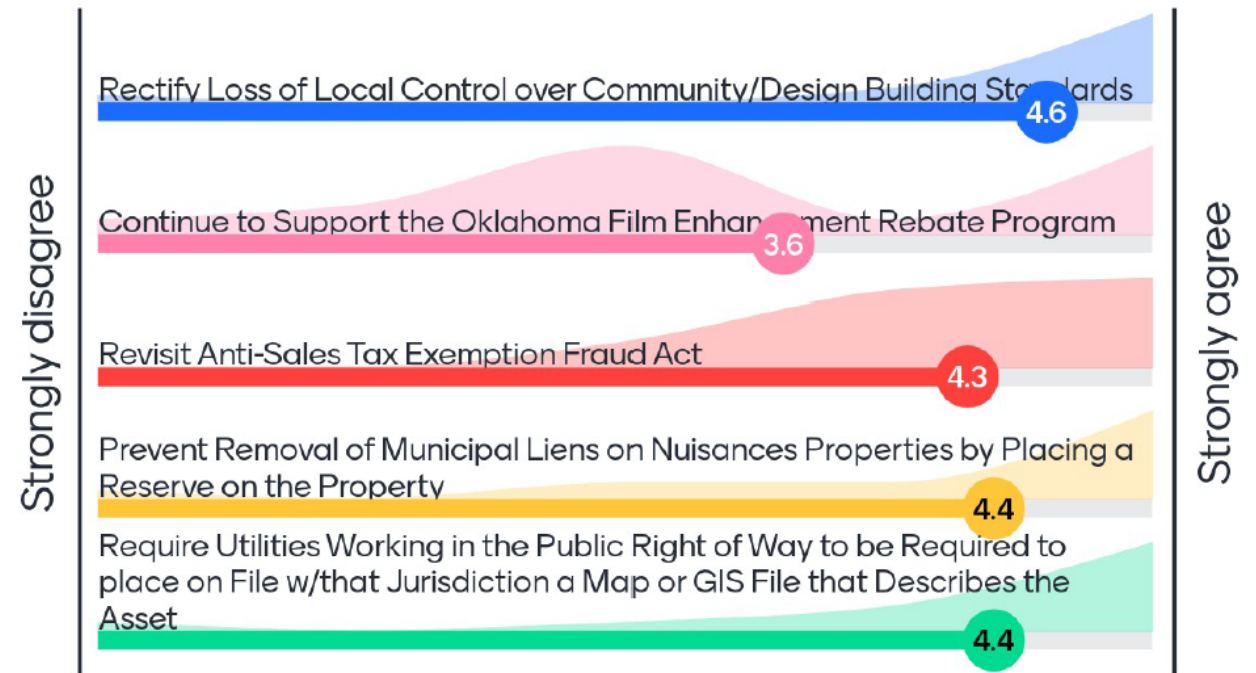 Strongly disagree
Rectify Loss of Local Control over Community/Design Building Standards
4.6
Continue to Support the Oklahoma Film Enhancement Rebate Program
3.6
Revisit Anti-Sales Tax Exemption Fraud Act
4.3
Prevent Removal of Municipal Liens on Nuisances Properties by Placing a
Reserve on the Property
4.4
Require Utilities Working in the Public Right of Way to be Required to
place on File w/that Jurisdiction a Map or GIS File that Describes the
Asset
4.4
Strongly agree